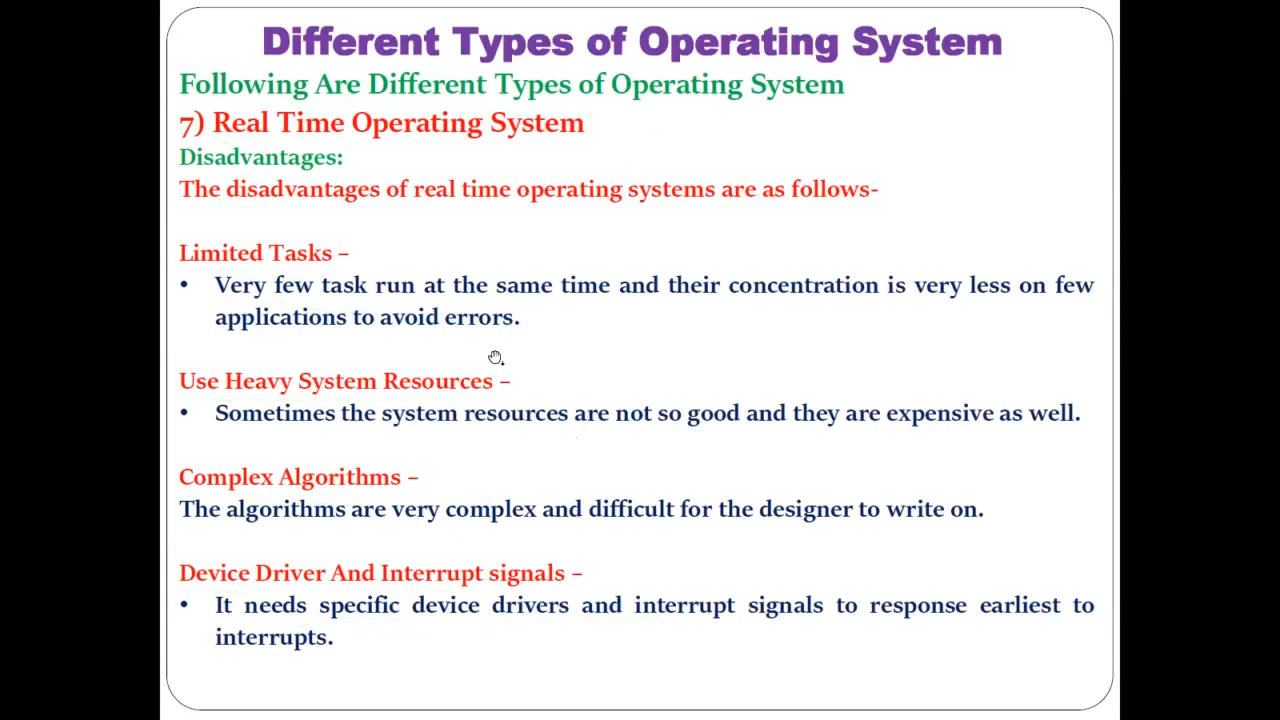 Different Types of Operating System
Following Are Different Types of Operating System
7) Real Time Operating System
Disadvantages:
The disadvantages of real time operating systems are as follows-
Limited Tasks –
• Very few task run at the same time and their concentration is very less on few
applications to avoid errors.
Use Heavy System Resources –
• Sometimes the system resources are not so good and they are expensive as well.
Complex Algorithms –
The algorithms are very complex and difficult for the designer to write on.
Device Driver And Interrupt signals –
• It needs specific device drivers and interrupt signals to response earliest to
interrupts.